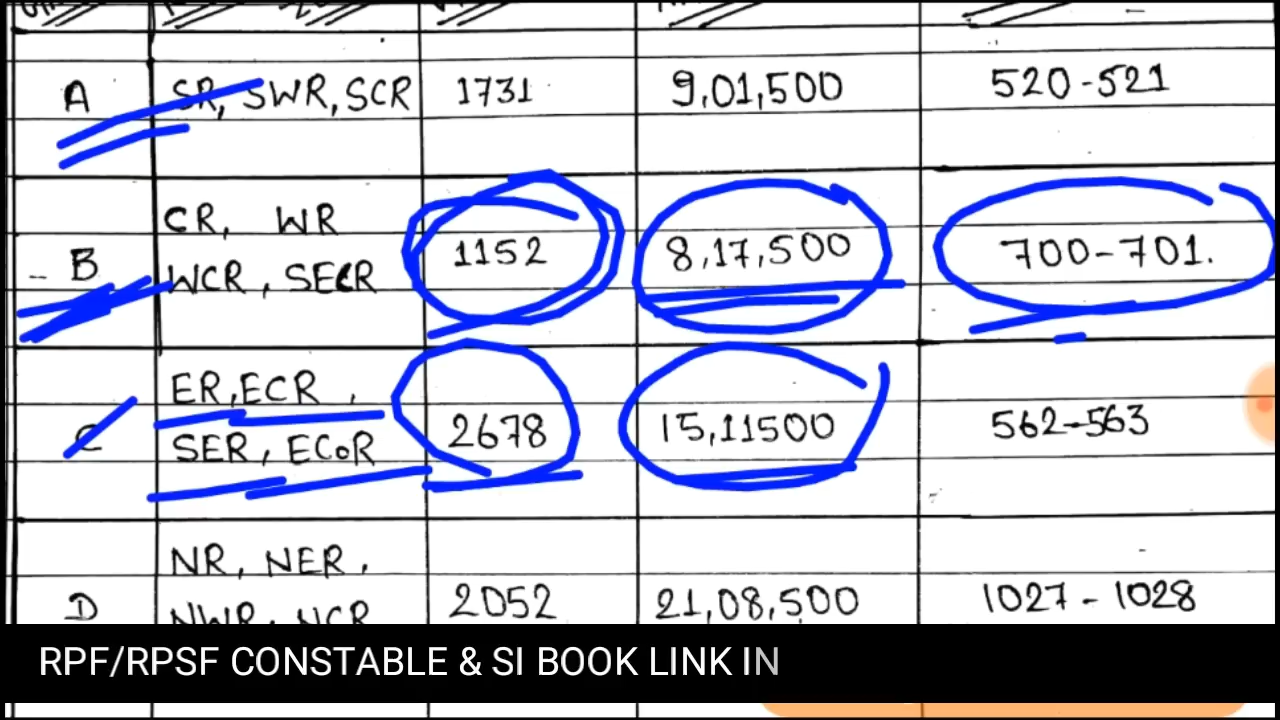 A SR, SWR, SCR 1731 9,01,500 520-521
CR, WR
B WCR, SECR 1152 8,17,500 700-701.
ER, ECR,
C SER, ECoR 2678 15,11500 562-563
NR, NER,
D NWR, NCR 2052 21,08,500 1027-1028
RPF/RPSF CONSTABLE & SI BOOK LINK IN